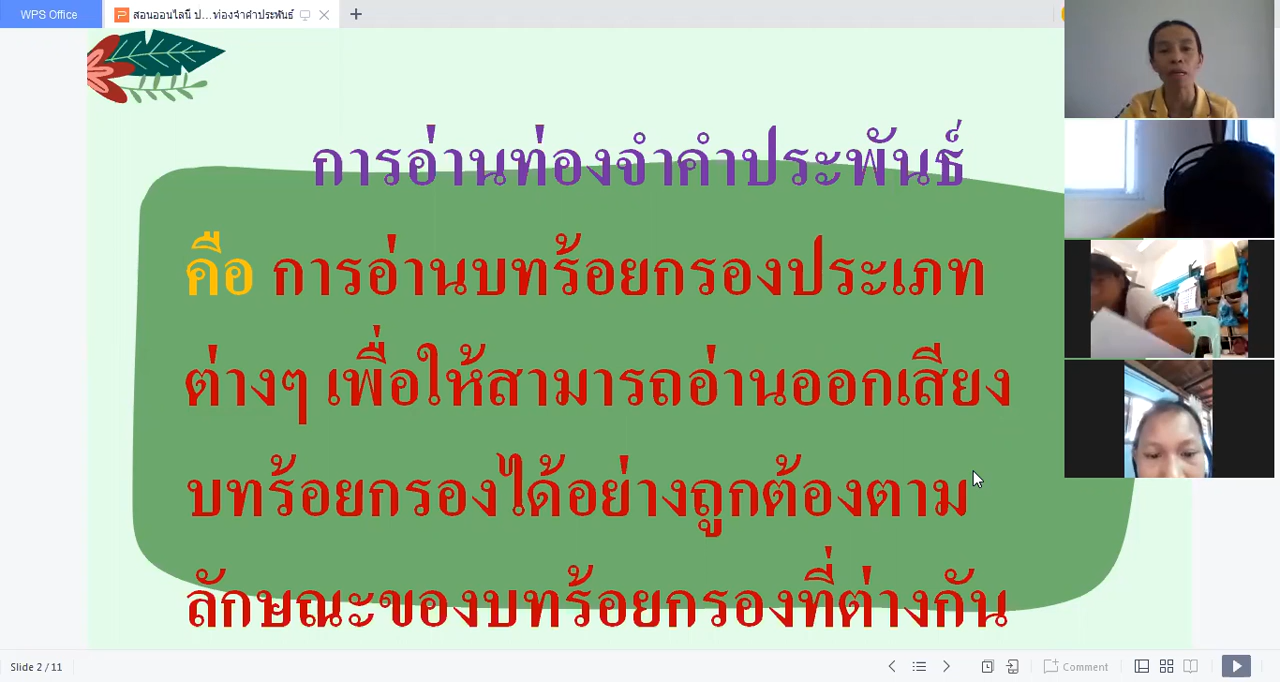 WPS Office
สอนออนไลน์ ป...ท่องจำคำประพันธ์
การอ่านท่องจำคำประพันธ์
คือ การอ่านบทร้อยกรองประเภท
ต่างๆ เพื่อให้สามารถอ่านออกเสียง
บทร้อยกรองได้อย่างถูกต้องตาม
ลักษณะของบทร้อยกรองที่ต่างกัน
Slide 2 / 11
Comment